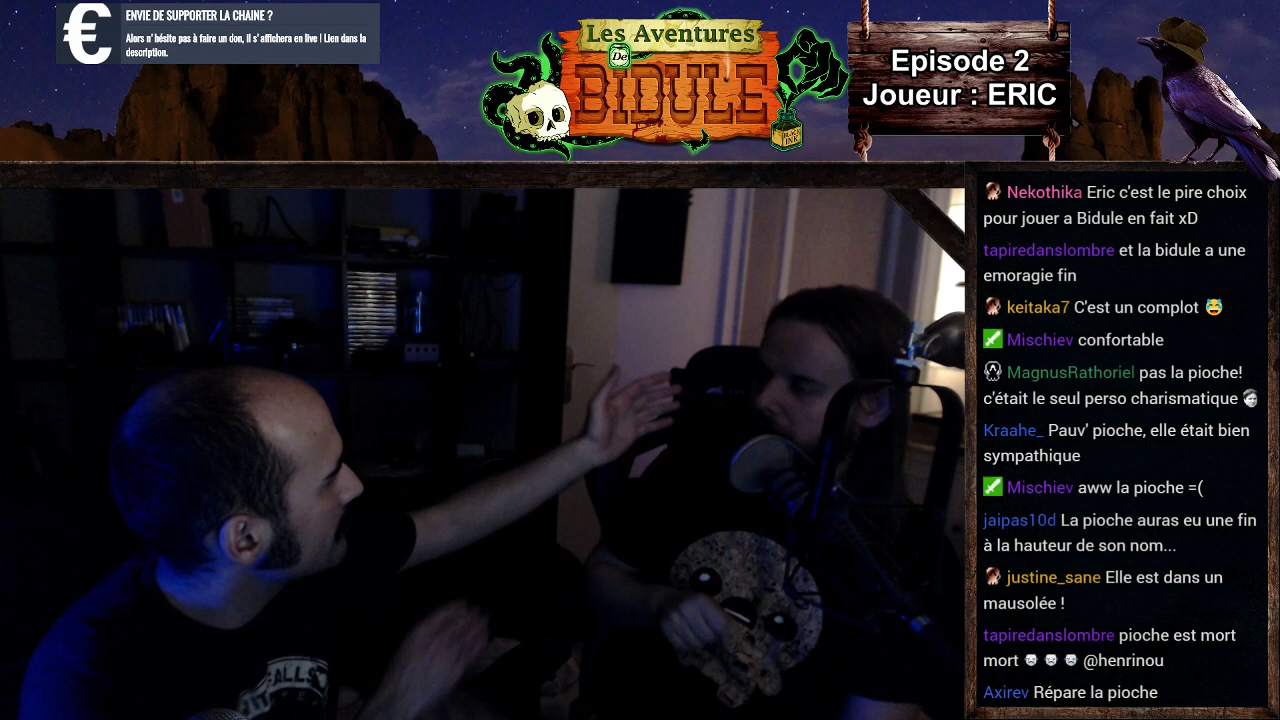 ENVIE DE SUPPORTER LA CHAINE ?
Alors n'hésite pas à faire un don, il s'affichera en live ! Lien dans la
description.
€
Les Aventures
De
BIDULE
BLACK
INK
Episode 2
Joueur : ERIC
Nekothika Eric c'est le pire choix
pour jouer a Bidule en fait xD
tapiredanslombre et la bidule a une
emoragie fin
keitaka7 C'est un complot 😅
Mischiev confortable
MagnusRathoriel pas la pioche!
c'était le seul perso charismatique
Kraahe_ Pauv' pioche, elle était bien
sympathique
Mischiev aww la pioche =(
jaipas10d La pioche auras eu une fin
à la hauteur de son nom...
justine_sane Elle est dans un
mausolée !
tapiredanslombre pioche est mort
mort @henrinou
Axirev Répare la pioche